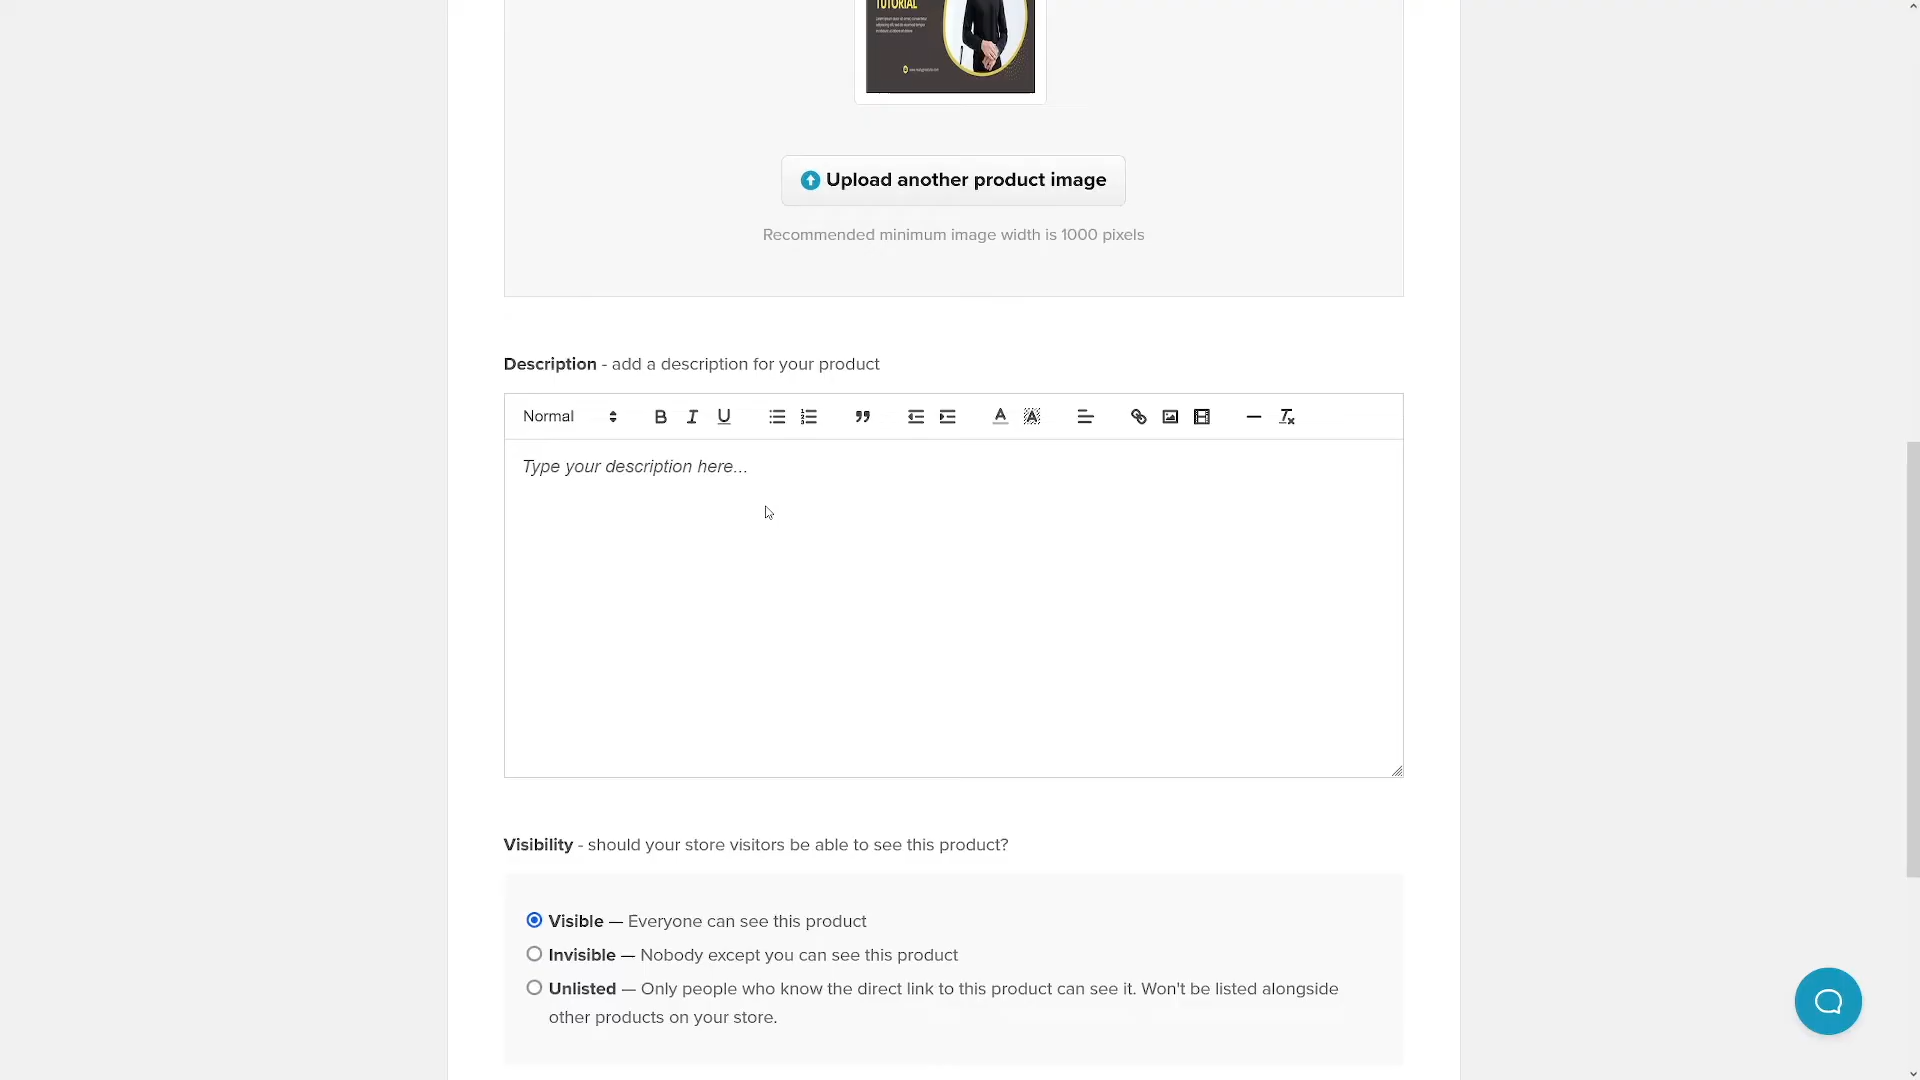 TUTORIAL
Upload another product image
Recommended minimum image width is 1000 pixels
Description - add a description for your product
Normal
Type your description here...
Visibility - should your store visitors be able to see this product?
Visible — Everyone can see this product
Invisible — Nobody except you can see this product
Unlisted — Only people who know the direct link to this product can see it. Won't be listed alongside
other products on your store.